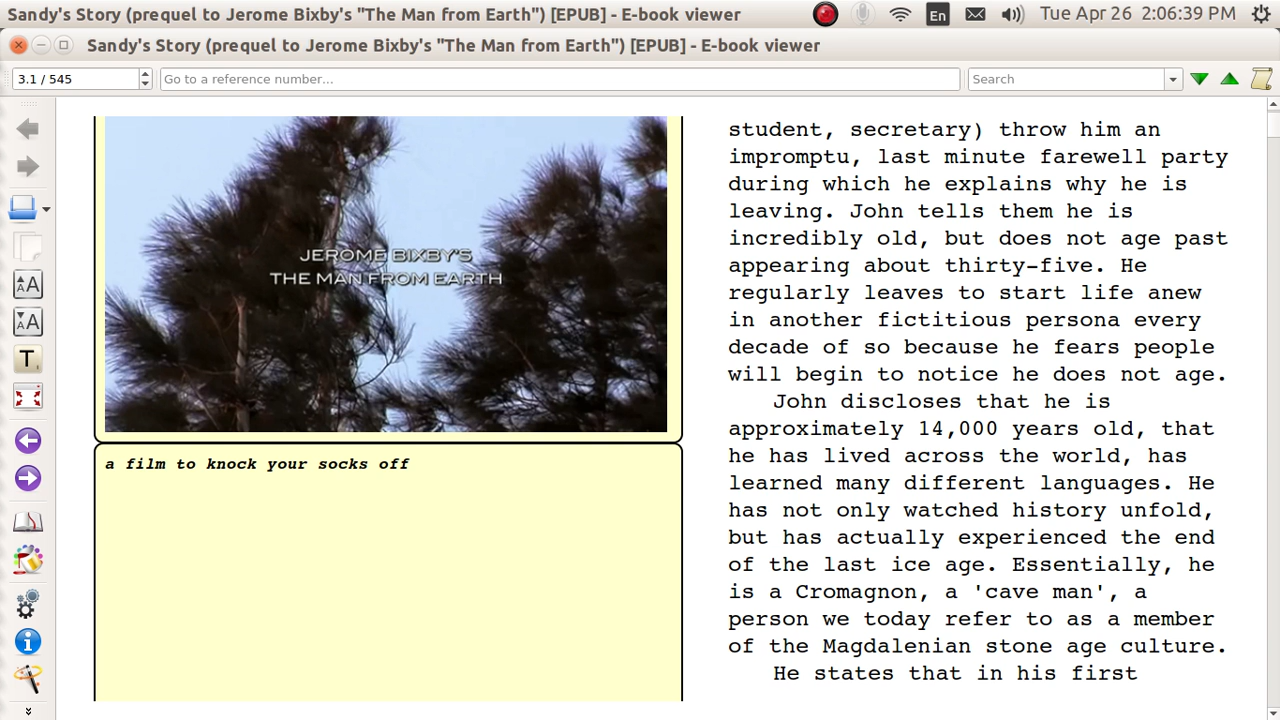 Sandy's Story (prequel to Jerome Bixby's "The Man from Earth") [EPUB] - E-book viewer
En
Tue Apr 26 2:06:39 PM
Sandy's Story (prequel to Jerome Bixby's "The Man from Earth") [EPUB] - E-book viewer
3.1 / 545
Go to a reference number...
Search
AA
AA
T
JEROME BIXBY'S
THE MAN FROM EARTH
a film to knock your socks off
student, secretary) throw him an
impromptu, last minute farewell party
during which he explains why he is
leaving. John tells them he is
incredibly old, but does not age past
appearing about thirty-five. He
regularly leaves to start life anew
in another fictitious persona every
decade of so because he fears people
will begin to notice he does not age.
John discloses that he is
approximately 14,000 years old, that
he has lived across the world, has
learned many different languages. He
has not only watched history unfold,
but has actually experienced the end
of the last ice age. Essentially, he
is a Cromagnon, a 'cave man', a
person we today refer to as a member
of the Magdalenian stone age culture.
He states that in his first